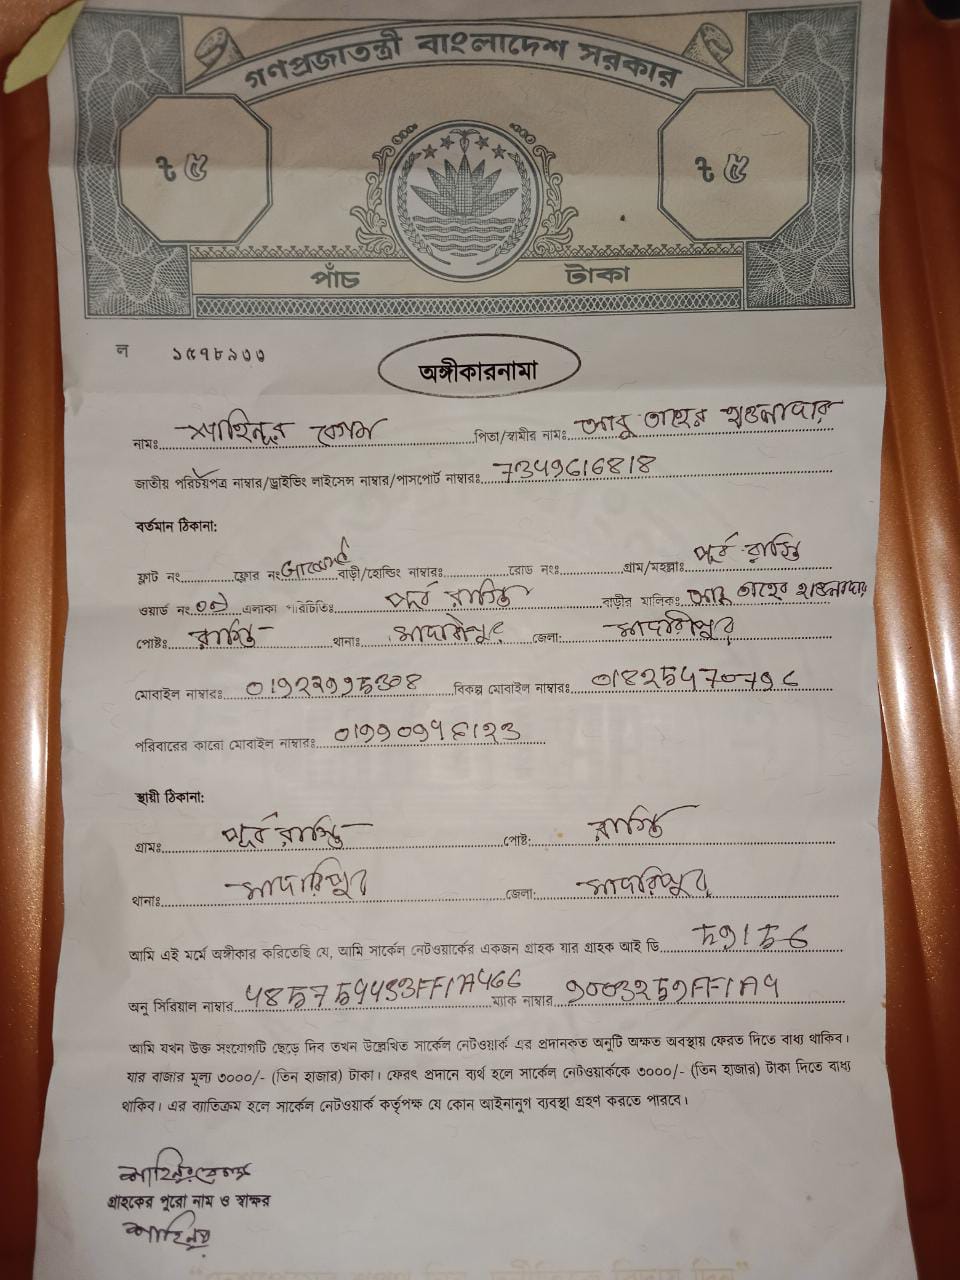 গণপ্রজাতন্ত্রী বাংলাদেশ সরকার
৳ ৫ ৳ ৫
পাঁচ টাকা
ল ১৫৭৮৯৩৩
অঙ্গীকারনামা
নামঃ শাহিনুর বেগম পিতা/স্বামীর নাম: আবু তাহের হাওলাদার
জাতীয় পরিচয়পত্র নাম্বার/ড্রাইভিং লাইসেন্স নাম্বার/পাসপোর্ট নাম্বারঃ 7349616818
বর্তমান ঠিকানা:
ফ্লাট নং ফ্লোর নং বাড়ী/হোল্ডিং নাম্বারঃ রোড নংঃ গ্রাম/মহল্লাঃ পূর্ব রাস্তি
ওয়ার্ড নং এলাকা পরিচিতিঃ পূর্ব রাস্তি বাড়ীর মালিকঃ আবু তাহের হাওলাদার
পোষ্টঃ রাস্তি থানাঃ মাদারীপুর জেলা: মাদারীপুর
মোবাইল নাম্বারঃ বিকল্প মোবাইল নাম্বারঃ
পরিবারের কারো মোবাইল নাম্বারঃ
স্থায়ী ঠিকানা:
গ্রামঃ পূর্ব রাস্তি পোষ্ট: রাস্তি
থানাঃ মাদারিপুর জেলা: মাদারিপুর
আমি এই মর্মে অঙ্গীকার করিতেছি যে, আমি সার্কেল নেটওয়ার্কের একজন গ্রাহক যার গ্রাহক আই ডি
অনু সিরিয়াল নাম্বার ম্যাক নাম্বার
আমি যখন উক্ত সংযোগটি ছেড়ে দিব তখন উল্লেখিত সার্কেল নেটওয়ার্ক এর প্রদানকৃত অনুটি অক্ষত অবস্থায় ফেরত দিতে বাধ্য থাকিব।
যার বাজার মূল্য ৩০০০/- (তিন হাজার) টাকা। ফেরৎ প্রদানে ব্যর্থ হলে সার্কেল নেটওয়ার্ককে ৩০০০/- (তিন হাজার) টাকা দিতে বাধ্য
থাকিব। এর ব্যতিক্রম হলে সার্কেল নেটওয়ার্ক কর্তৃপক্ষ যে কোন আইনানুগ ব্যবস্থা গ্রহণ করতে পারবে।
শাহিনুর বেগম
গ্রাহকের পুরো নাম ও স্বাক্ষর
শাহিনুর